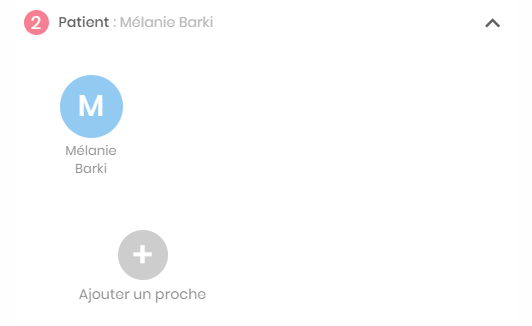 2 Patient : Mélanie Barki
M
Mélanie
Barki
Ajouter un proche